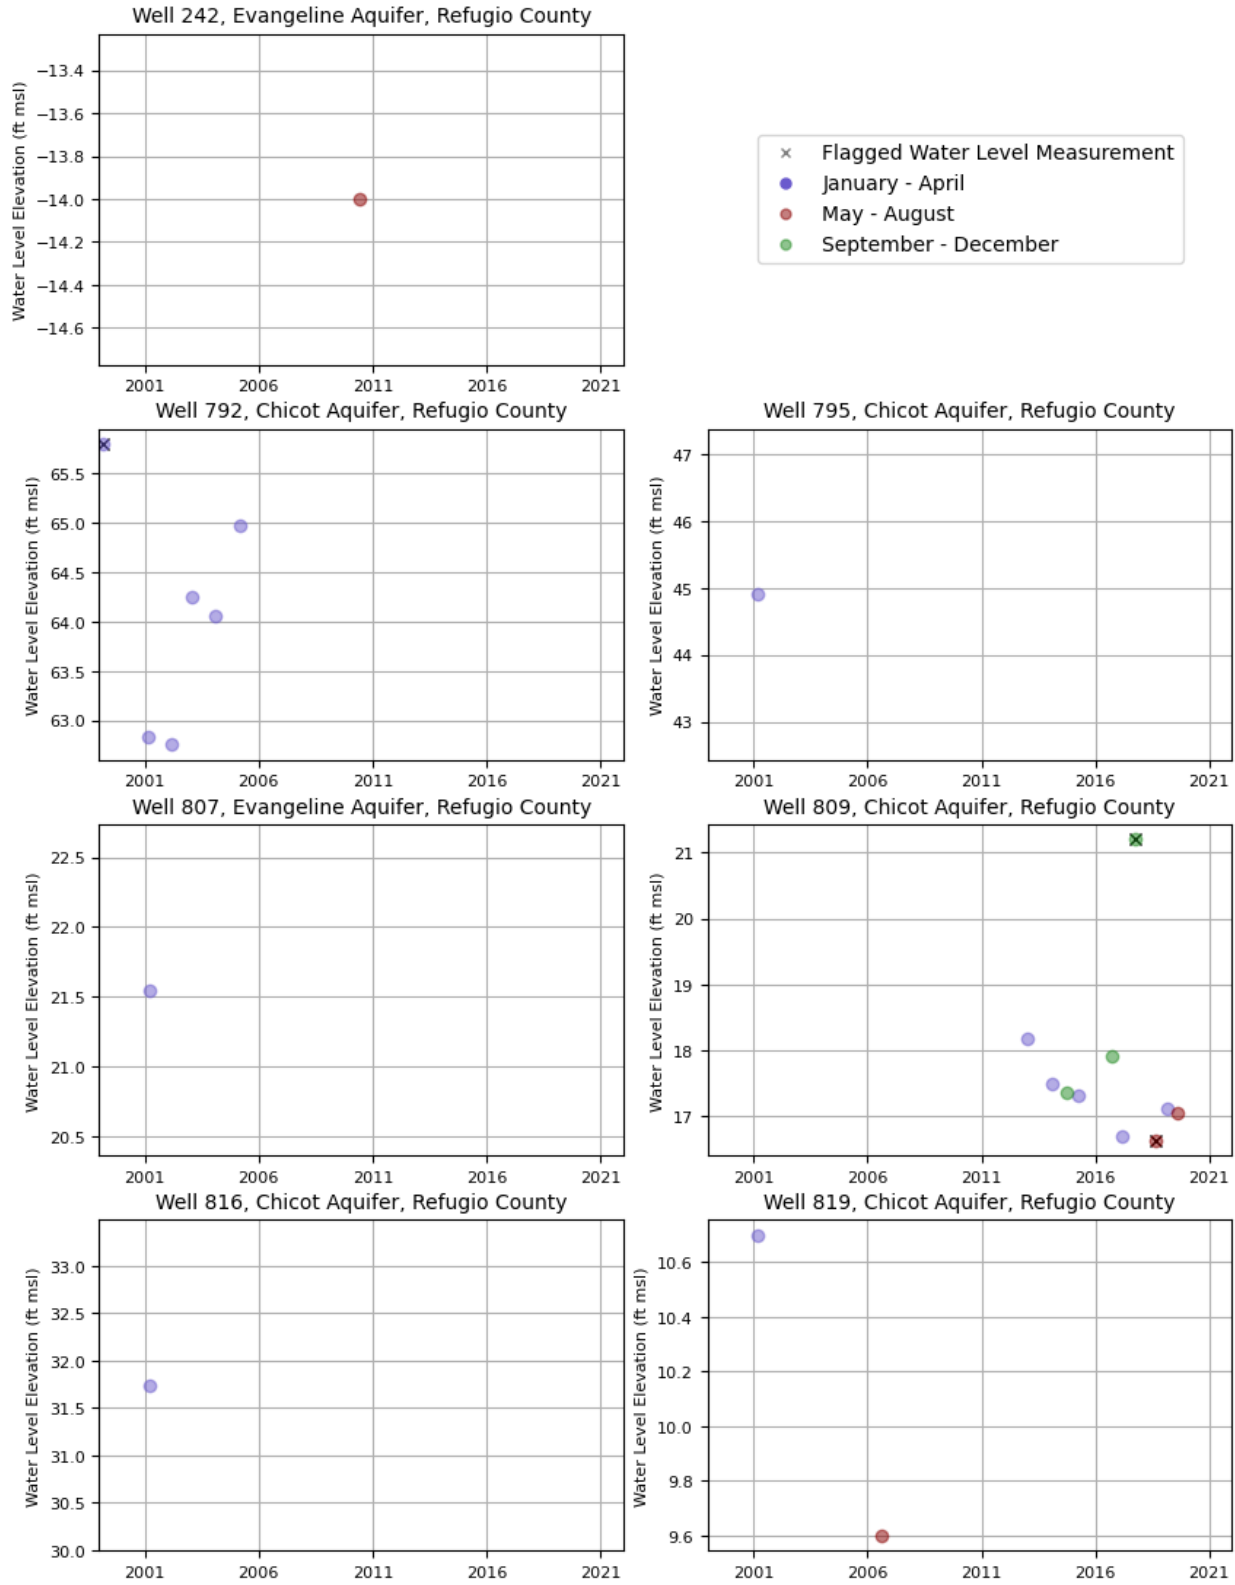 Well 242, Evangeline Aquifer, Refugio County
Water Level Elevation (ft msl)
−13.4
−13.6
−13.8
−14.0
−14.2
−14.4
−14.6
2001 2006 2011 2016 2021
Flagged Water Level Measurement
January - April
May - August
September - December
Well 792, Chicot Aquifer, Refugio County
Water Level Elevation (ft msl)
65.5
65.0
64.5
64.0
63.5
63.0
2001 2006 2011 2016 2021
Well 795, Chicot Aquifer, Refugio County
Water Level Elevation (ft msl)
47
46
45
44
43
2001 2006 2011 2016 2021
Well 807, Evangeline Aquifer, Refugio County
Water Level Elevation (ft msl)
22.5
22.0
21.5
21.0
20.5
2001 2006 2011 2016 2021
Well 809, Chicot Aquifer, Refugio County
Water Level Elevation (ft msl)
21
20
19
18
17
2001 2006 2011 2016 2021
Well 816, Chicot Aquifer, Refugio County
Water Level Elevation (ft msl)
33.0
32.5
32.0
31.5
31.0
30.5
30.0
2001 2006 2011 2016 2021
Well 819, Chicot Aquifer, Refugio County
Water Level Elevation (ft msl)
10.6
10.4
10.2
10.0
9.8
9.6
2001 2006 2011 2016 2021